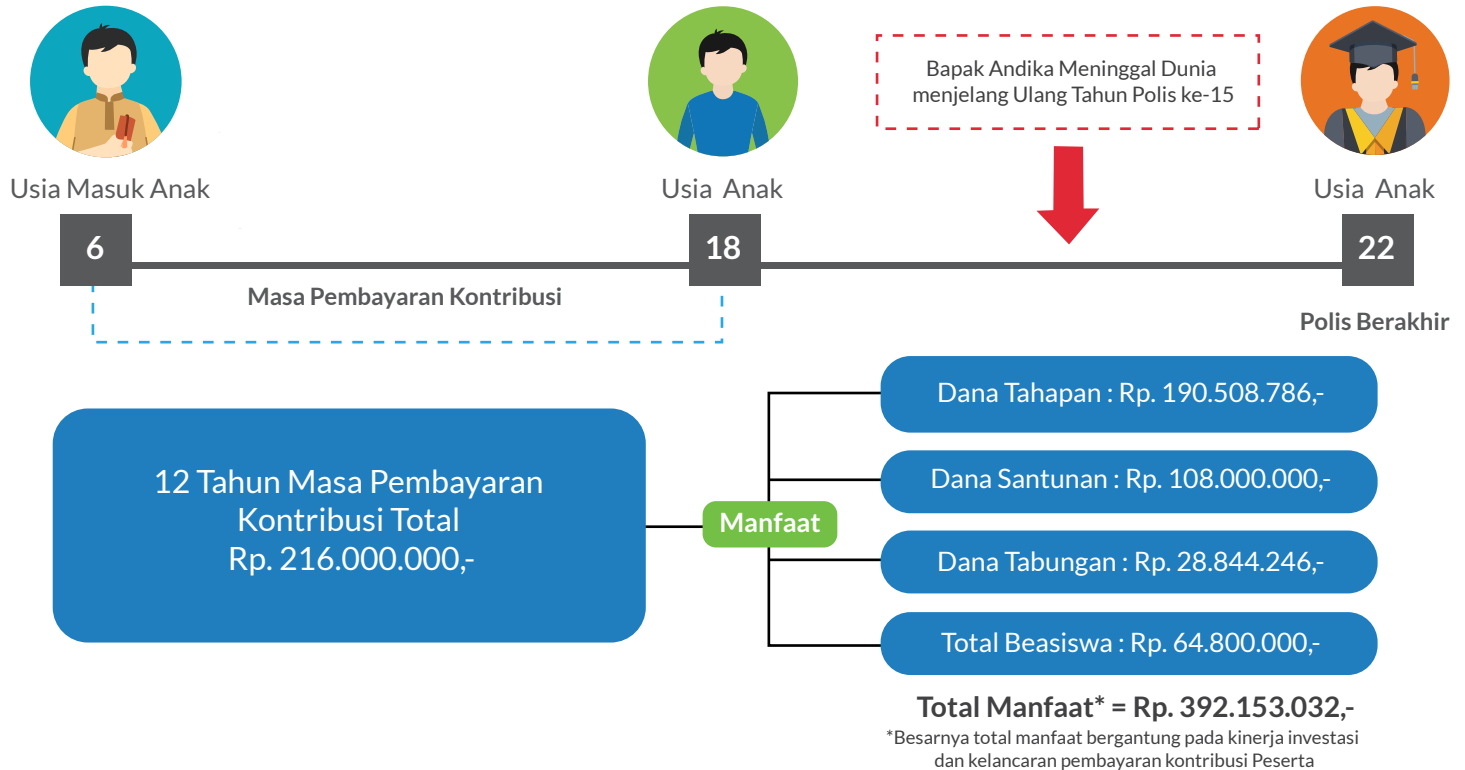 Bapak Andika Meninggal Dunia
menjelang Ulang Tahun Polis ke-15
Usia Masuk Anak
Usia Anak
Usia Anak
6
18
22
Masa Pembayaran Kontribusi
Polis Berakhir
12 Tahun Masa Pembayaran
Kontribusi Total
Rp. 216.000.000,-
Manfaat
Dana Tahapan : Rp. 190.508.786,-
Dana Santunan : Rp. 108.000.000,-
Dana Tabungan : Rp. 28.844.246,-
Total Beasiswa : Rp. 64.800.000,-
Total Manfaat* = Rp. 392.153.032,-
*Besarnya total manfaat bergantung pada kinerja investasi
dan kelancaran pembayaran kontribusi Peserta